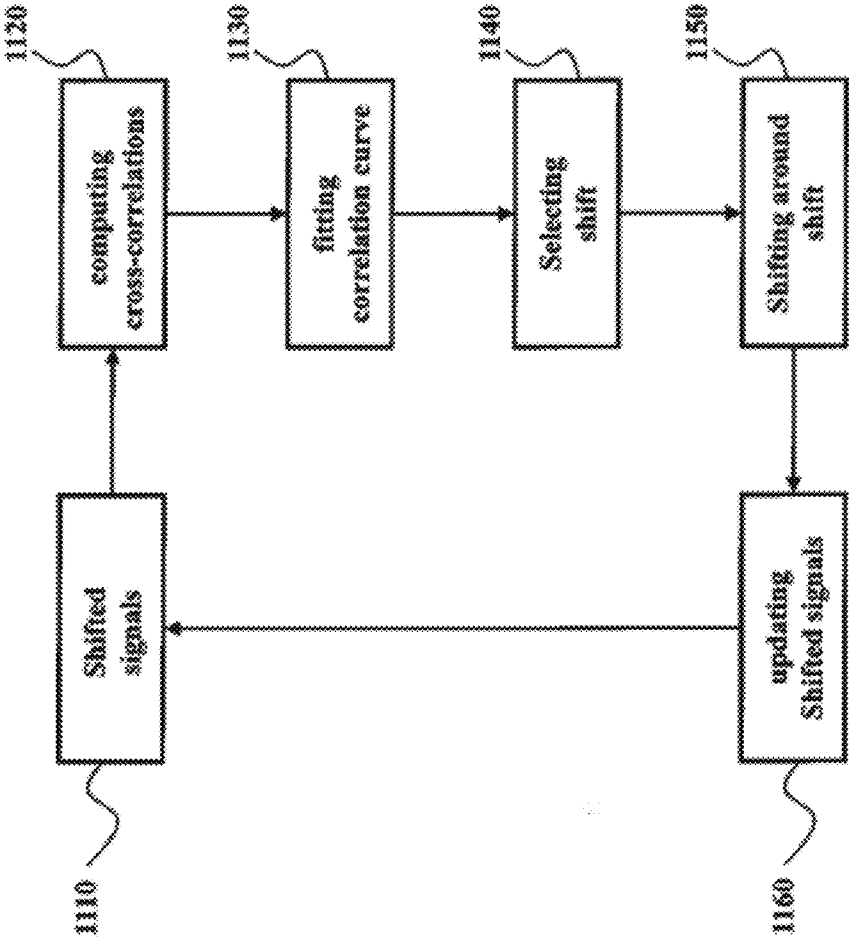 1110
Shifted
signals
1120
computing
cross-correlations
1130
fitting
correlation curve
1140
Selecting
shift
1150
Shifting around
shift
1160
updating
Shifted signals